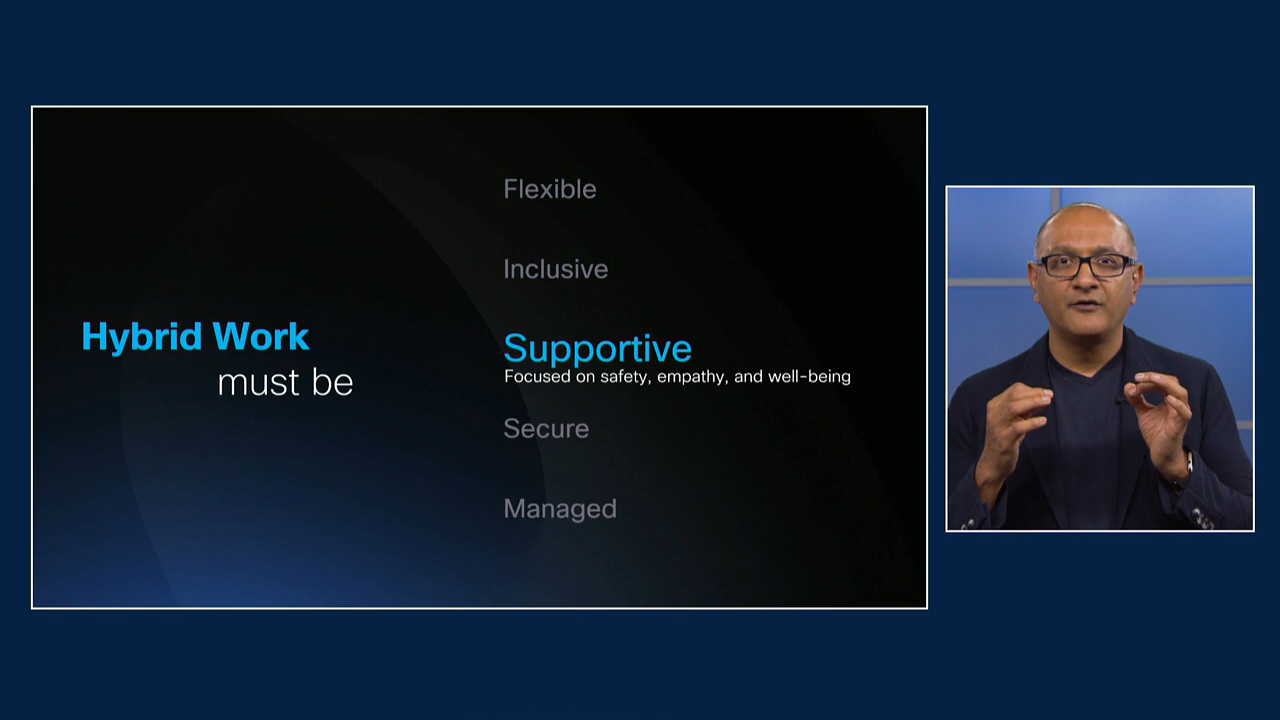 Hybrid Work
must be
Flexible
Inclusive
Supportive
Focused on safety, empathy, and well-being
Secure
Managed